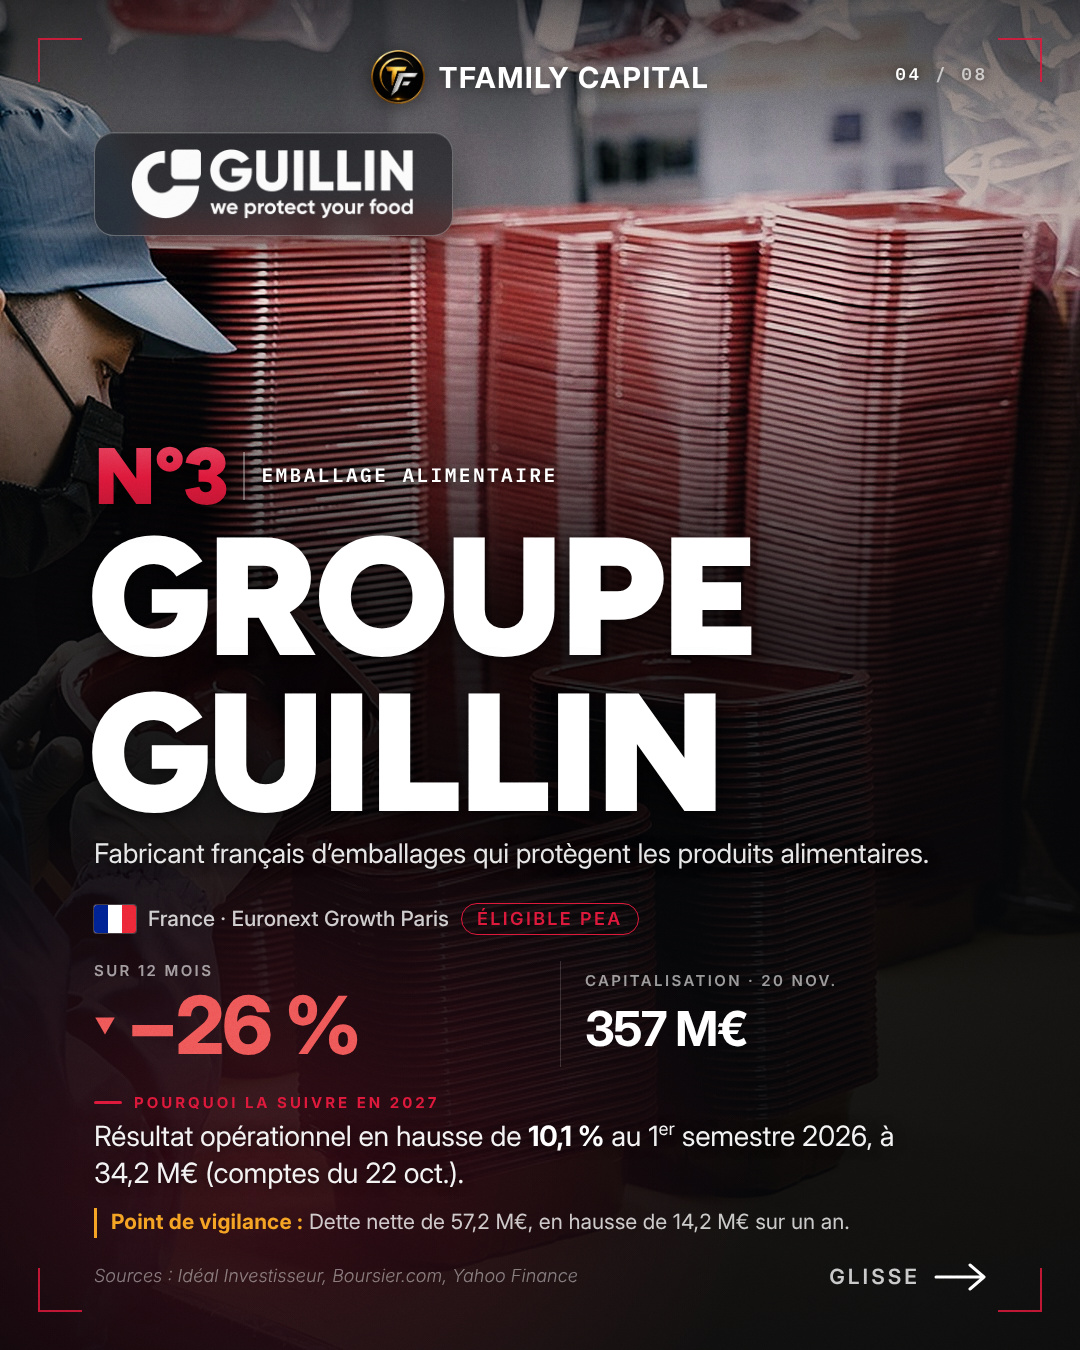 TFAMILY CAPITAL
04 / 08
GUILLIN
we protect your food
N°3
EMBALLAGE ALIMENTAIRE
GROUPE
GUILLIN
Fabricant français d’emballages qui protègent les produits alimentaires.
France · Euronext Growth Paris
ÉLIGIBLE PEA
SUR 12 MOIS
▼ –26 %
CAPITALISATION · 20 NOV.
357 M€
POURQUOI LA SUIVRE EN 2027
Résultat opérationnel en hausse de 10,1 % au 1er semestre 2026, à
34,2 M€ (comptes du 22 oct.).
Point de vigilance : Dette nette de 57,2 M€, en hausse de 14,2 M€ sur un an.
Sources : Idéal Investisseur, Boursier.com, Yahoo Finance
GLISSE →